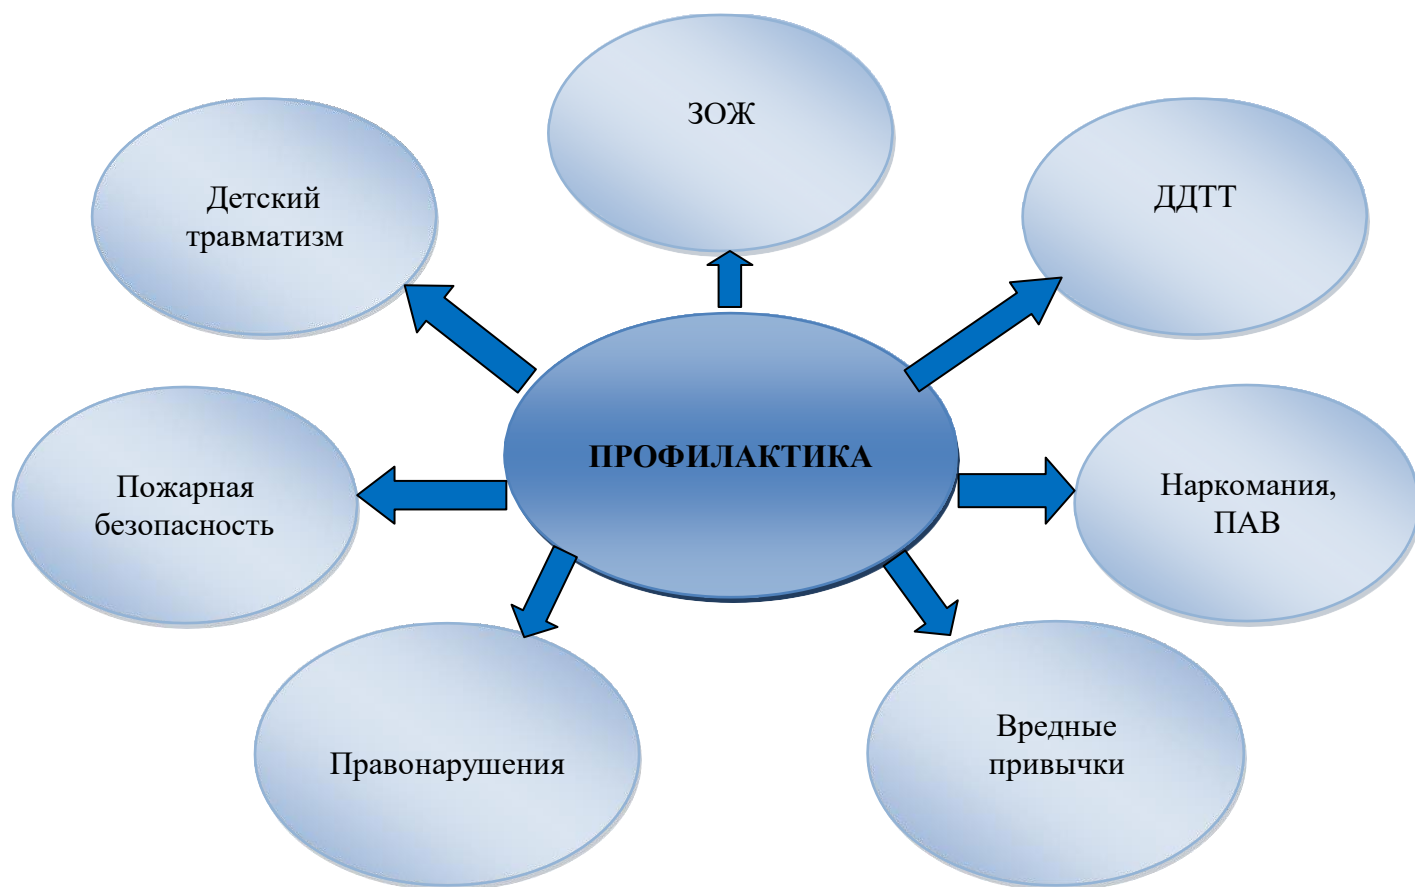 ЗОЖ
Детский
травматизм
ДДТТ
ПРОФИЛАКТИКА
Пожарная
безопасность
Наркомания,
ПАВ
Правонарушения
Вредные
привычки